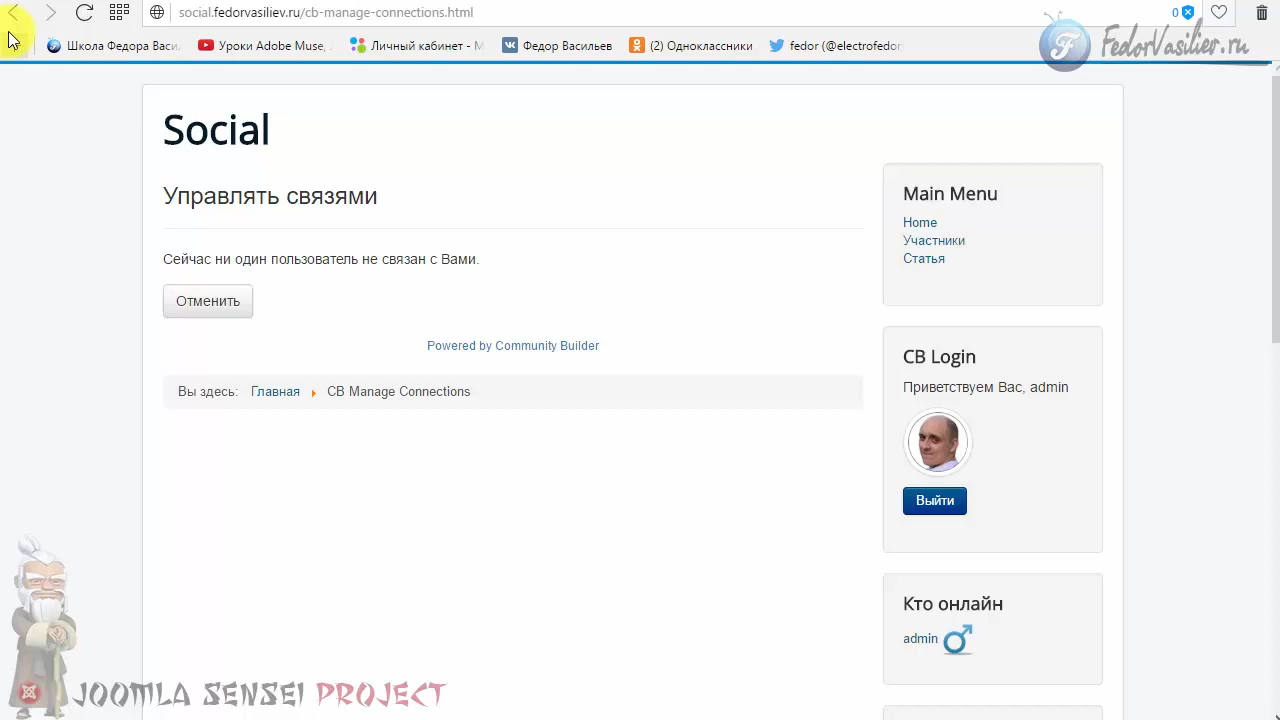 social.fedorvasiliev.ru/cb-manage-connections.html
0
Школа Федора Васи
Уроки Adobe Muse,
Личный кабинет - М
Федор Васильев
(2) Одноклассники
fedor (@electrofedor
FedorVasiliev.ru
Social
Управлять связями
Сейчас ни один пользователь не связан с Вами.
Отменить
Powered by Community Builder
Вы здесь: Главная CB Manage Connections
Main Menu
Home
Участники
Статья
CB Login
Приветствуем Вас, admin
Выйти
Кто онлайн
admin
JOOMLA SENSEI PROJECT